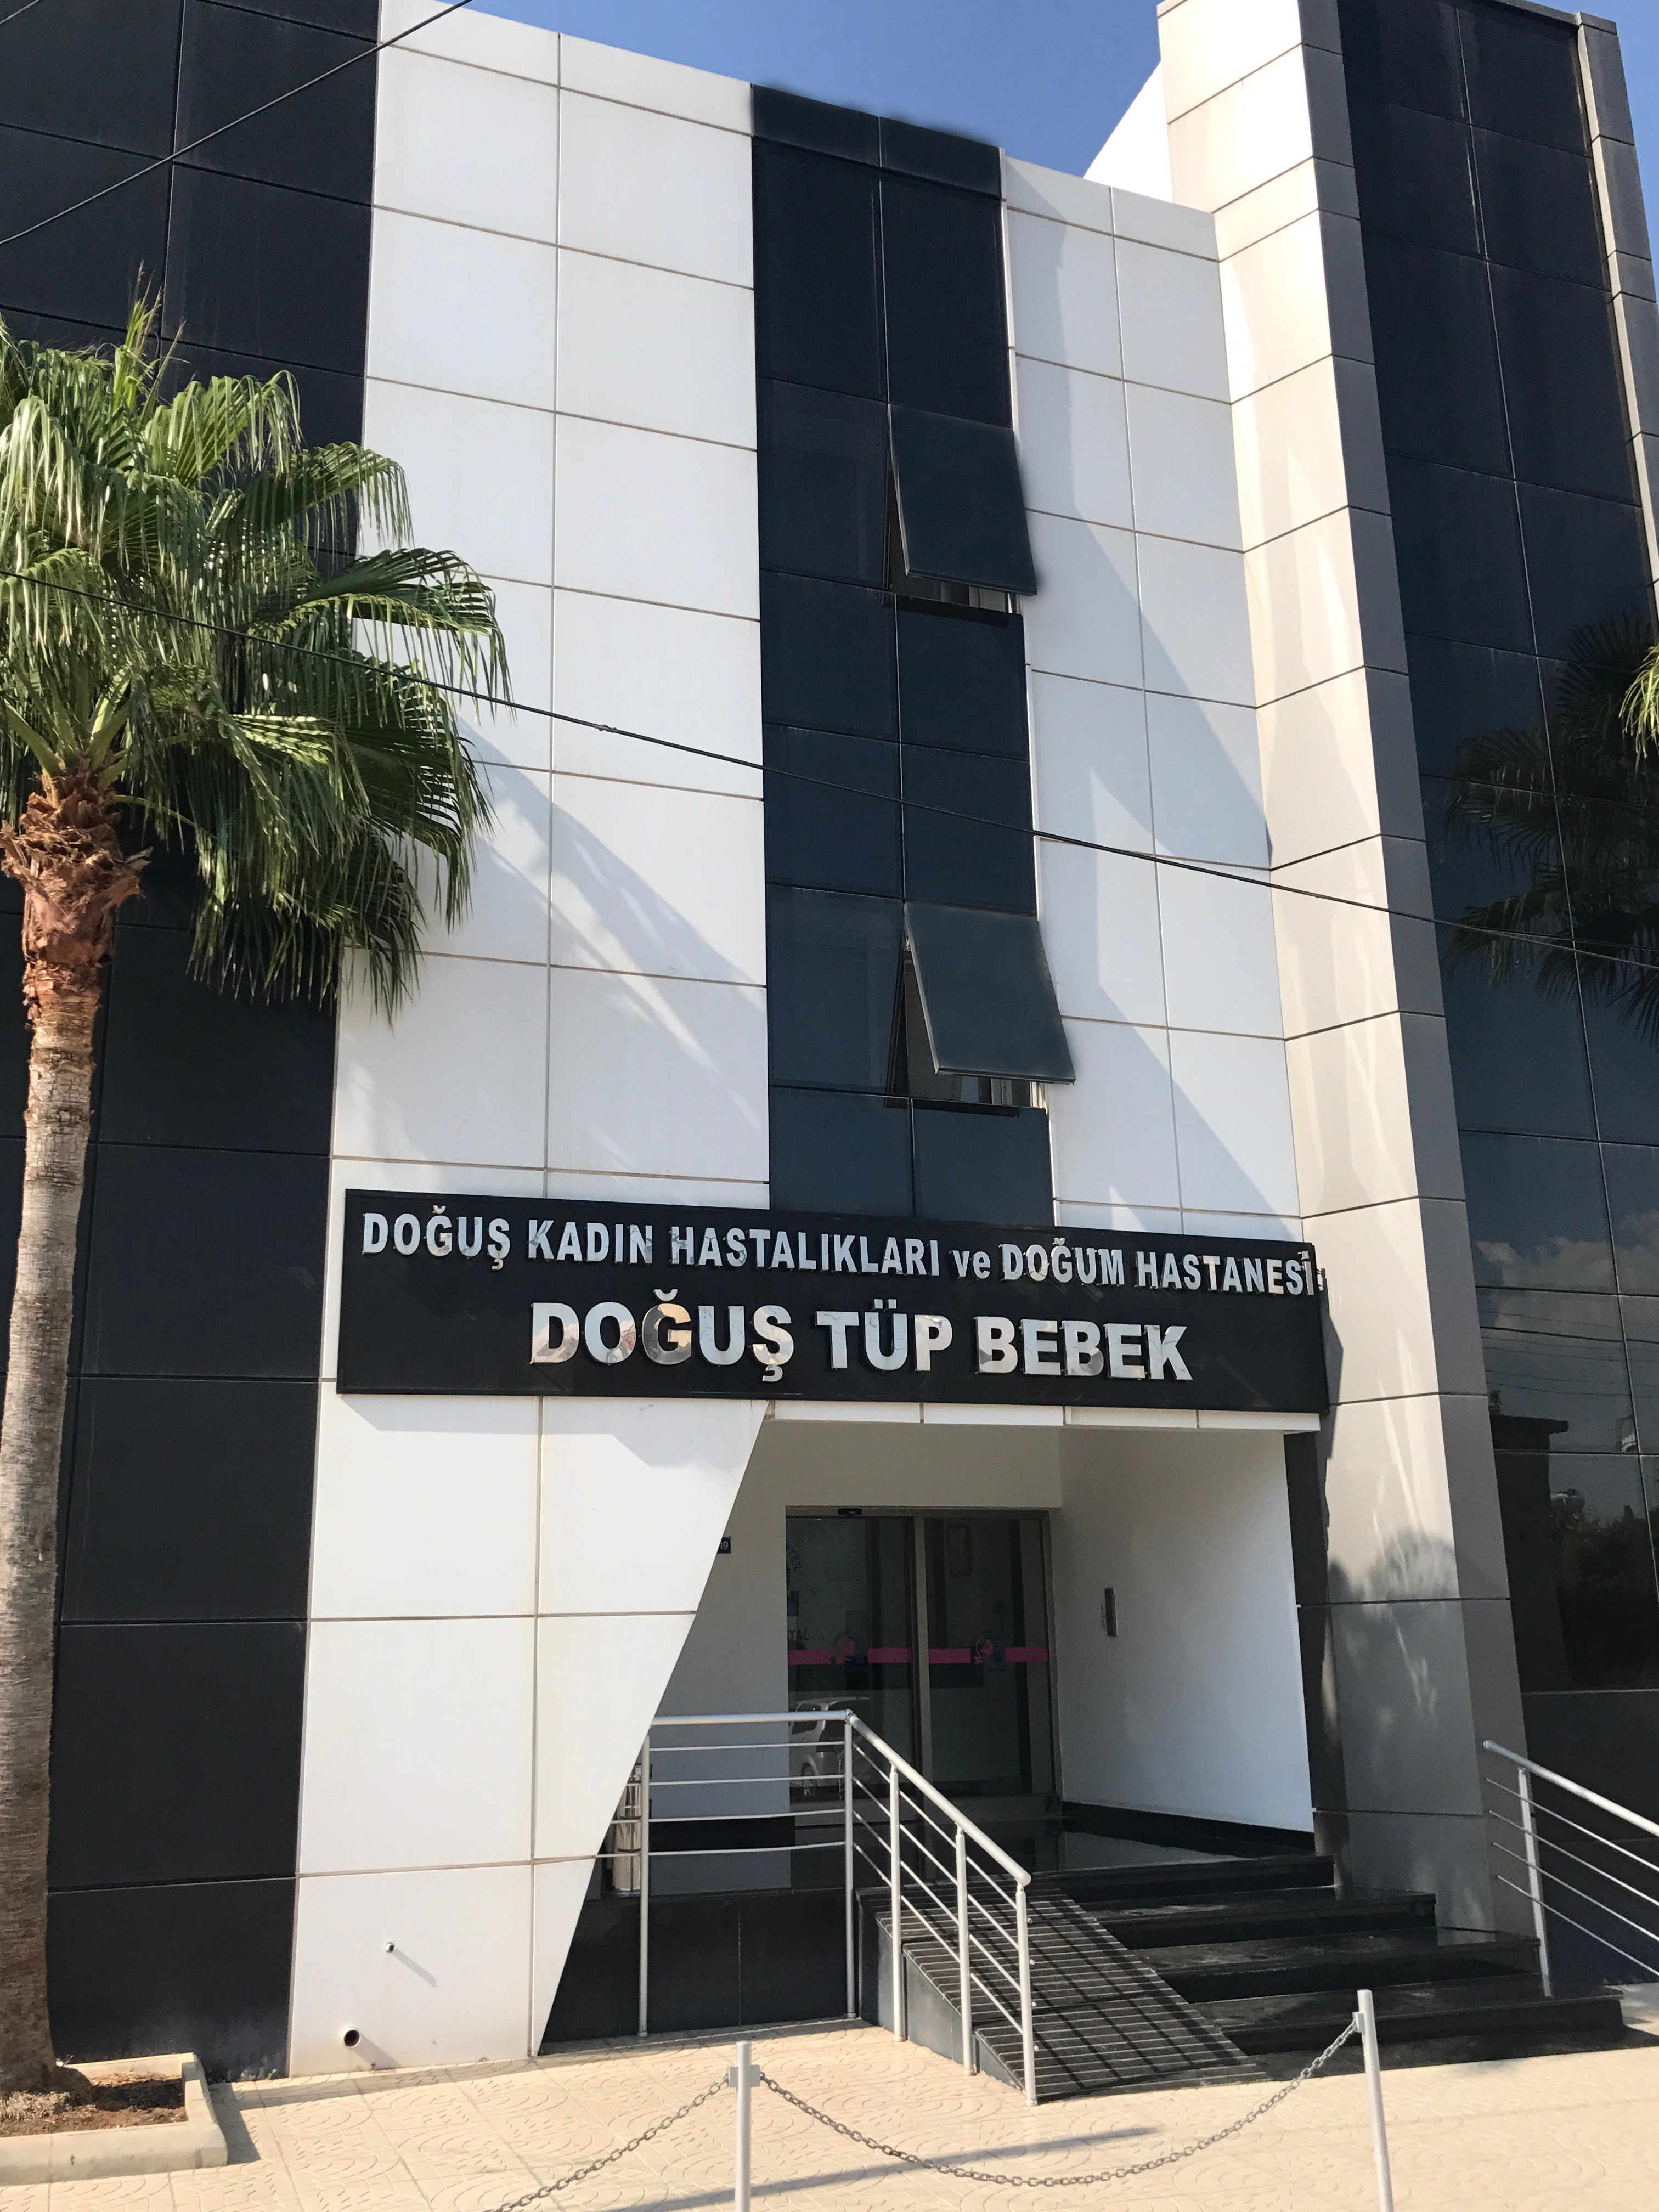 DOĞUŞ KADIN HASTALIKLARI ve DOĞUM HASTANESİ
DOĞUŞ TÜP BEBEK